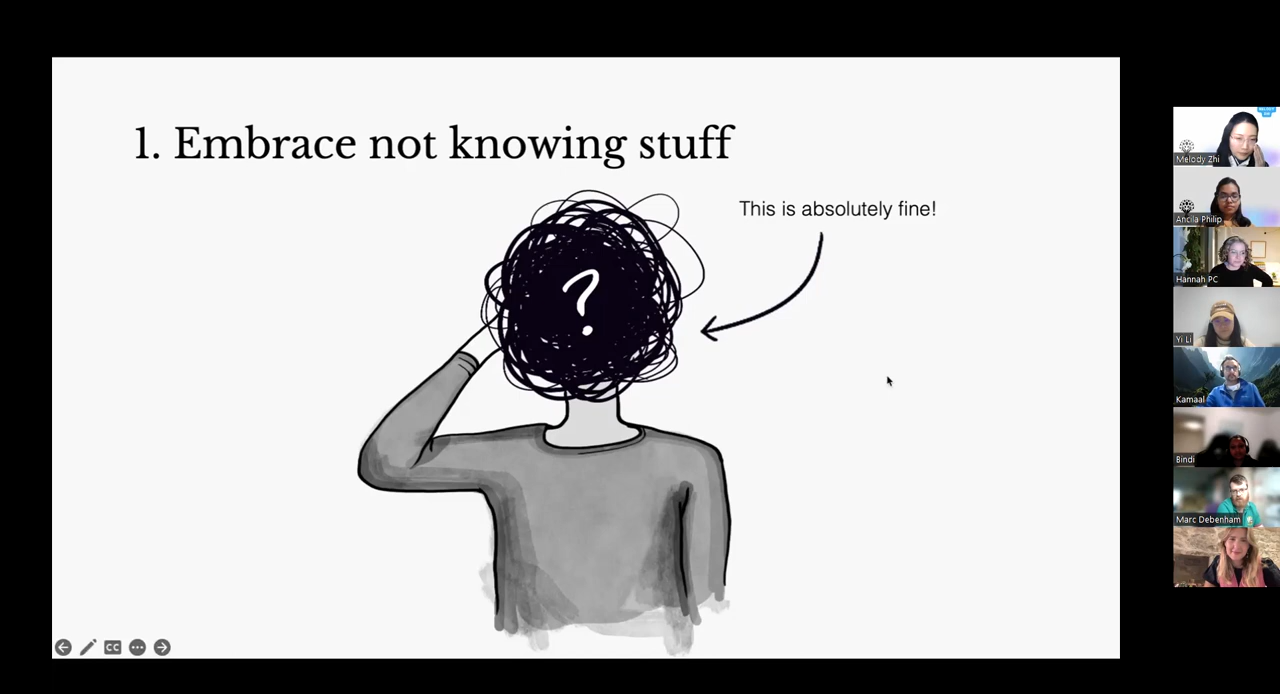 1. Embrace not knowing stuff
This is absolutely fine!
?
CC
Melody Zhi
Ancila Philip
Hannah PC
Yi Li
Kamaal
Bindi
Marc Debenham